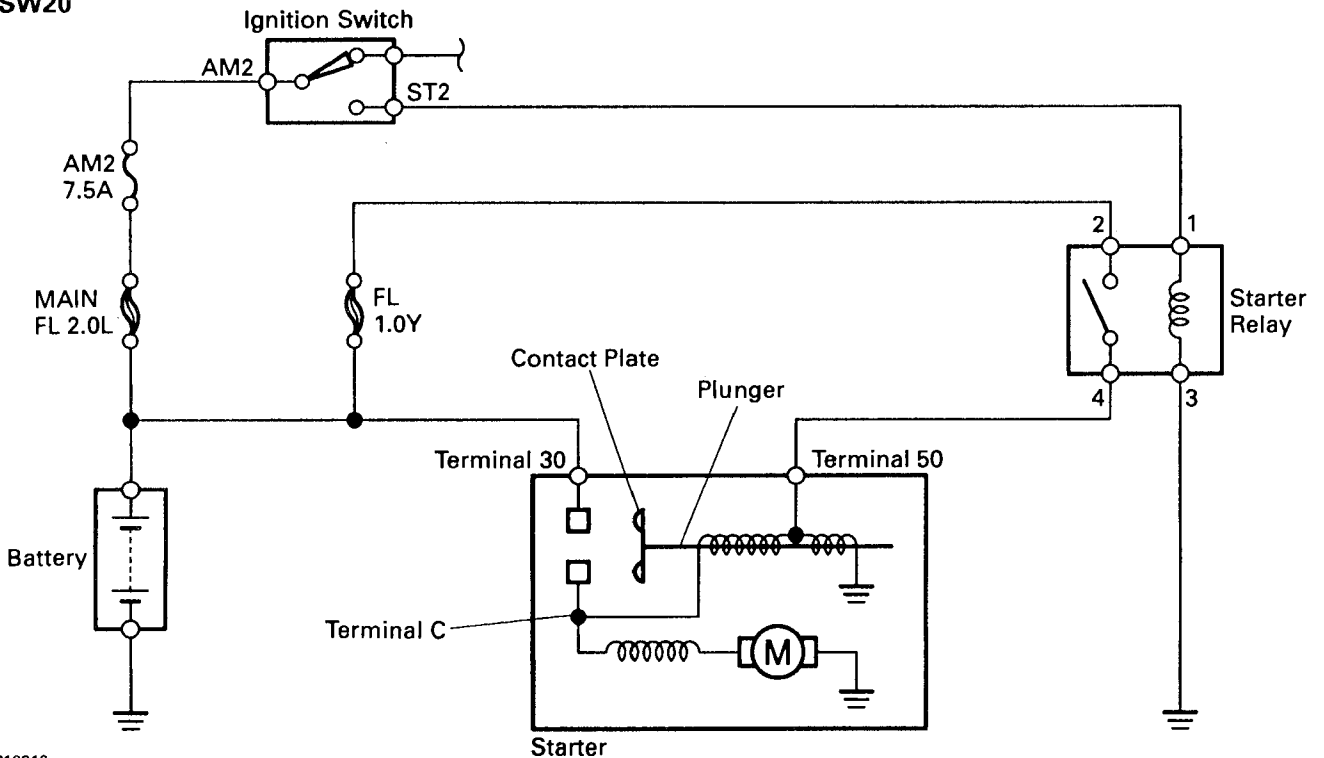 SW20
Ignition Switch
AM2
ST2
AM2
7.5A
MAIN
FL 2.0L
FL
1.0Y
2
1
Starter
Relay
4
3
Contact Plate
Plunger
Terminal 30
Terminal 50
Battery
Terminal C
M
Starter